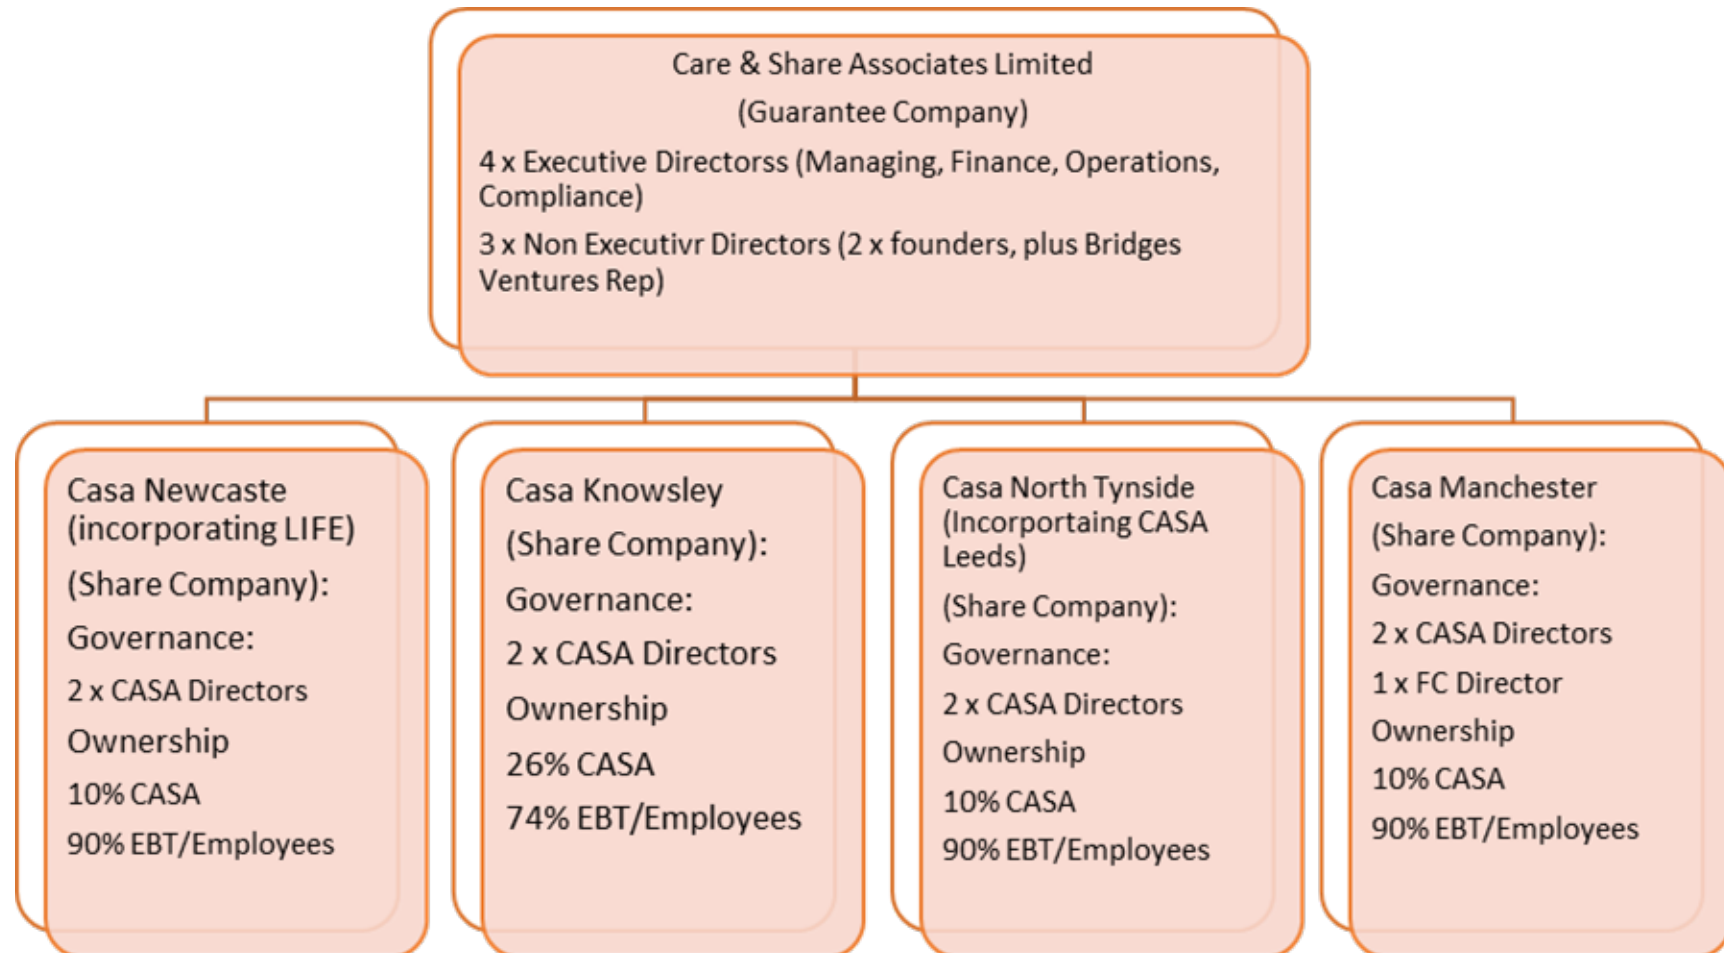 Care & Share Associates Limited
(Guarantee Company)
4 x Executive Directorss (Managing, Finance, Operations,
Compliance)
3 x Non Executivr Directors (2 x founders, plus Bridges
Ventures Rep)
Casa Newcaste
(incorporating LIFE)
(Share Company):
Governance:
2 x CASA Directors
Ownership
10% CASA
90% EBT/Employees
Casa Knowsley
(Share Company):
Governance:
2 x CASA Directors
Ownership
26% CASA
74% EBT/Employees
Casa North Tynside
(Incorportaing CASA
Leeds)
(Share Company):
Governance:
2 x CASA Directors
Ownership
10% CASA
90% EBT/Employees
Casa Manchester
(Share Company):
Governance:
2 x CASA Directors
1 x FC Director
Ownership
10% CASA
90% EBT/Employees